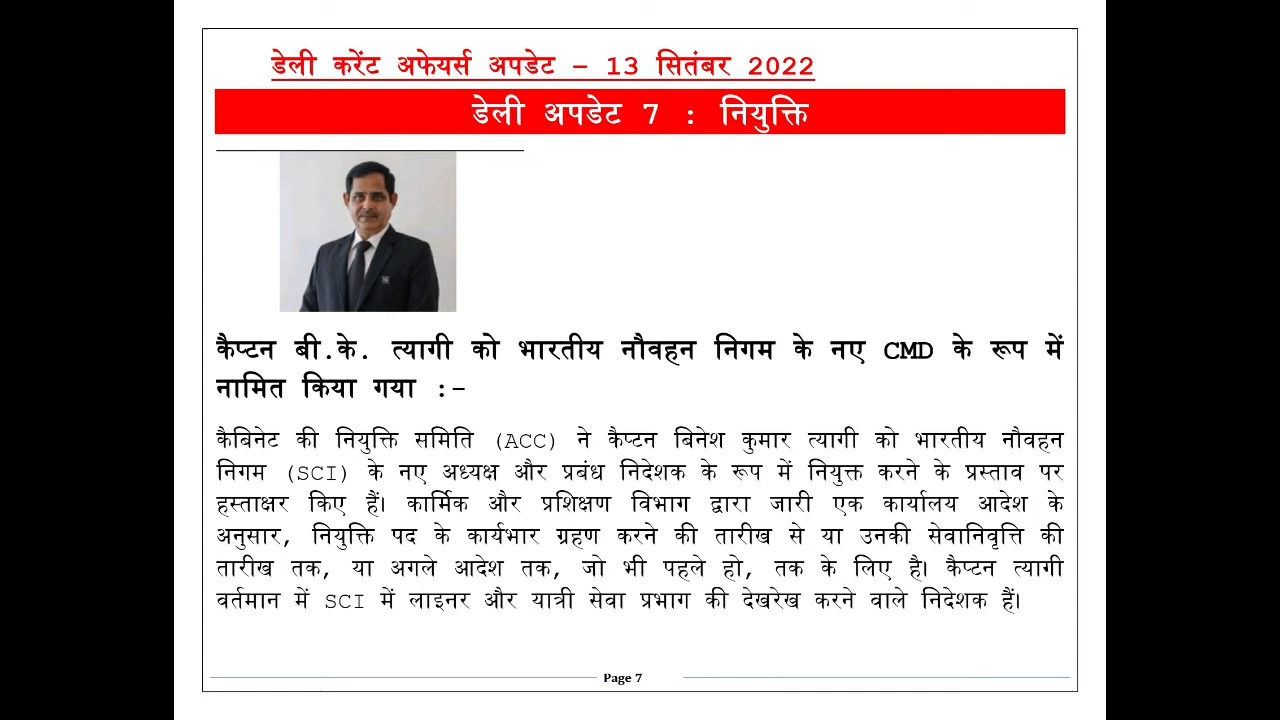 डेली करेंट अफेयर्स अपडेट – 13 सितंबर 2022
डेली अपडेट 7 : नियुक्ति
कैप्टन बी.के. त्यागी को भारतीय नौवहन निगम के नए CMD के रूप में
नामित किया गया :-
कैबिनेट की नियुक्ति समिति (ACC) ने कैप्टन बिनेश कुमार त्यागी को भारतीय नौवहन
निगम (SCI) के नए अध्यक्ष और प्रबंध निदेशक के रूप में नियुक्त करने के प्रस्ताव पर
हस्ताक्षर किए हैं। कार्मिक और प्रशिक्षण विभाग द्वारा जारी एक कार्यालय आदेश के
अनुसार, नियुक्ति पद के कार्यभार ग्रहण करने की तारीख से या उनकी सेवानिवृत्ति की
तारीख तक, या अगले आदेश तक, जो भी पहले हो, तक के लिए है। कैप्टन त्यागी
वर्तमान में SCI में लाइनर और यात्री सेवा प्रभाग की देखरेख करने वाले निदेशक हैं।
Page 7